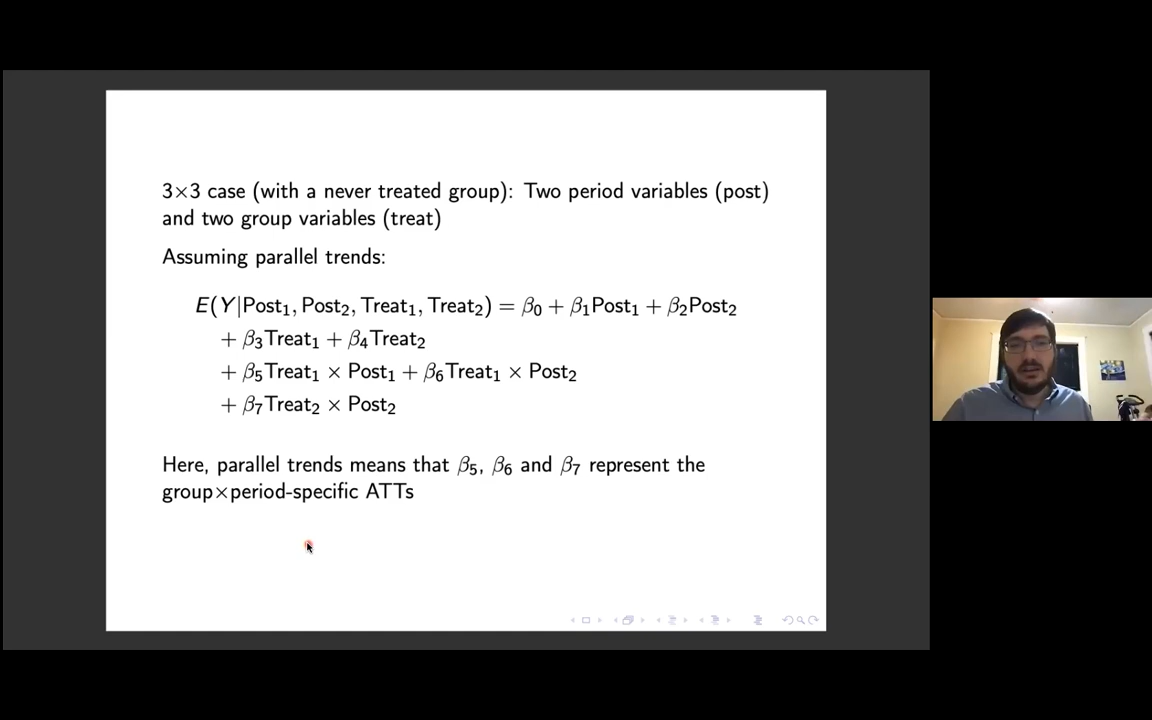 3×3 case (with a never treated group): Two period variables (post)
and two group variables (treat)
Assuming parallel trends:
E(Y|Post₁, Post₂, Treat₁, Treat₂) = β₀ + β₁Post₁ + β₂Post₂
+ β₃Treat₁ + β₄Treat₂
+ β₅Treat₁ × Post₁ + β₆Treat₁ × Post₂
+ β₇Treat₂ × Post₂
Here, parallel trends means that β₅, β₆ and β₇ represent the
group×period-specific ATTs